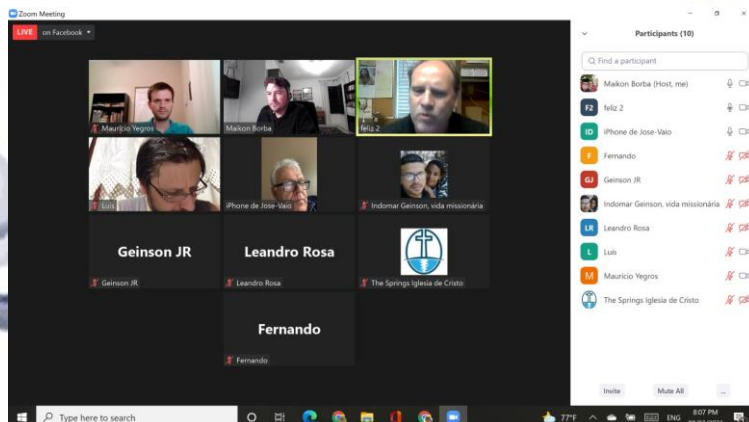 Zoom Meeting
LIVE on Facebook
Mauricio Yegros
Maikon Borba
feliz 2
Luis
iPhone de Jose-Vaio
Indomar Geinson, vida missionária
Geinson JR
Geinson JR
Leandro Rosa
Leandro Rosa
The Springs Iglesia de Cristo
Fernando
Fernando
Participants (10)
Find a participant
Maikon Borba (Host, me)
F2 feliz 2
ID iPhone de Jose-Vaio
F Fernando
GJ Geinson JR
Indomar Geinson, vida missionária
LR Leandro Rosa
L Luis
M Mauricio Yegros
The Springs Iglesia de Cristo
Invite Mute All ...
Type here to search
77°F ENG 8:07 PM